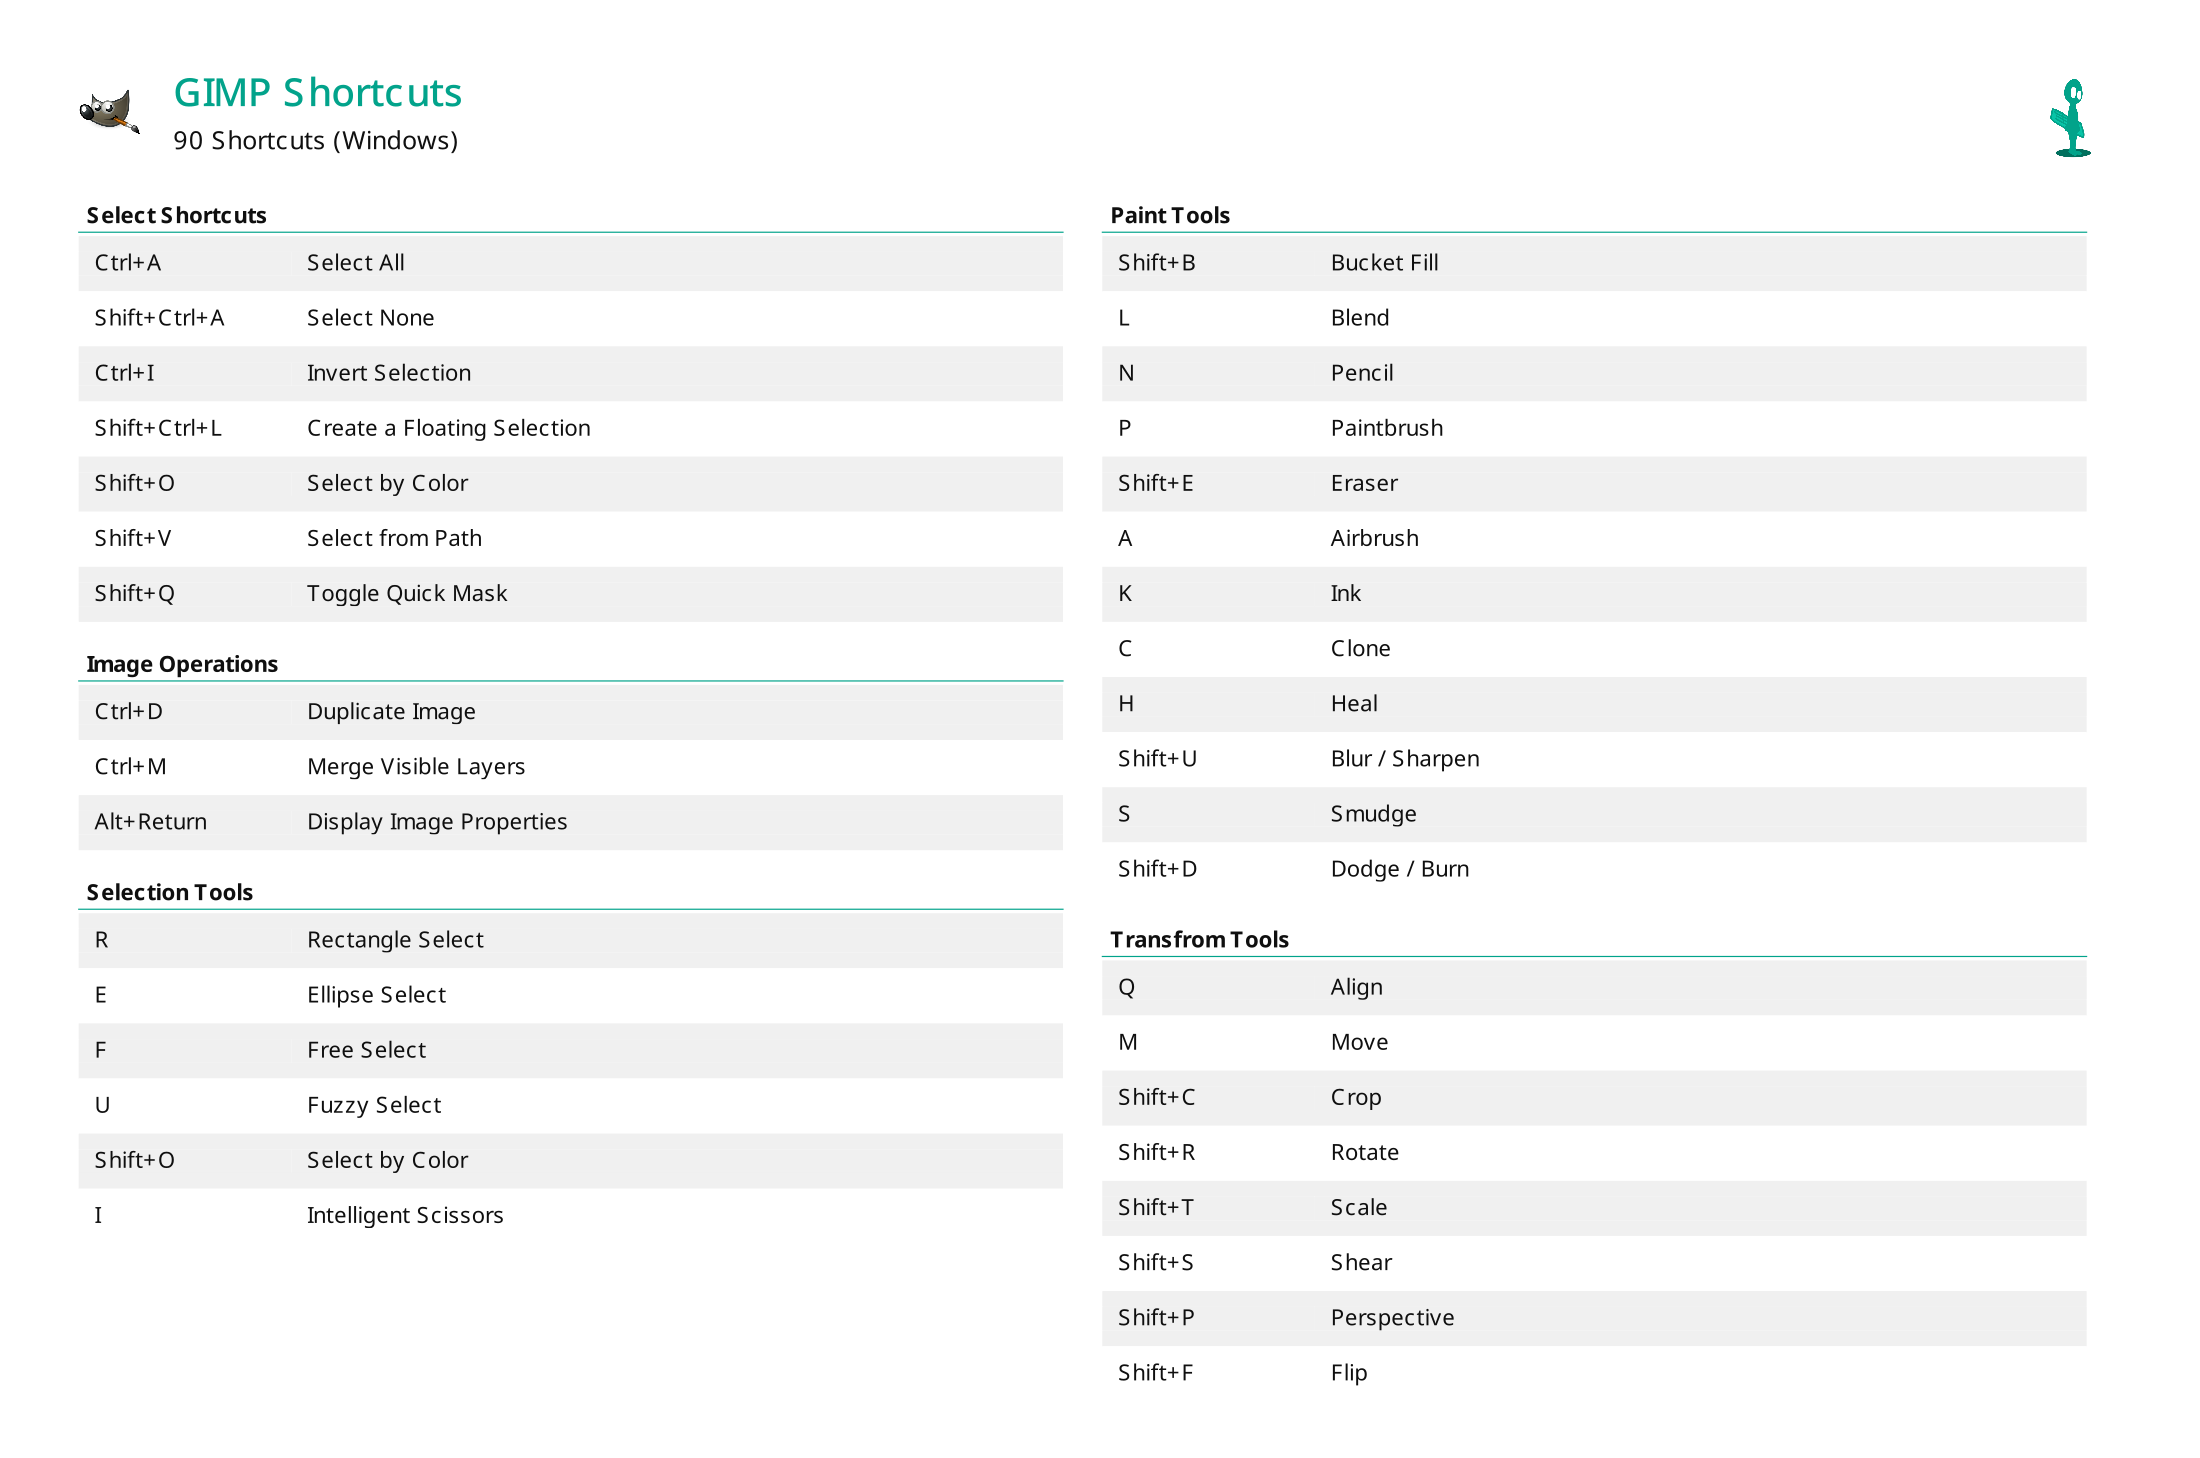 GIMP Shortcuts
90 Shortcuts (Windows)
Select Shortcuts
Ctrl+A Select All
Shift+Ctrl+A Select None
Ctrl+I Invert Selection
Shift+Ctrl+L Create a Floating Selection
Shift+O Select by Color
Shift+V Select from Path
Shift+Q Toggle Quick Mask
Image Operations
Ctrl+D Duplicate Image
Ctrl+M Merge Visible Layers
Alt+Return Display Image Properties
Selection Tools
R Rectangle Select
E Ellipse Select
F Free Select
U Fuzzy Select
Shift+O Select by Color
I Intelligent Scissors
Paint Tools
Shift+B Bucket Fill
L Blend
N Pencil
P Paintbrush
Shift+E Eraser
A Airbrush
K Ink
C Clone
H Heal
Shift+U Blur / Sharpen
S Smudge
Shift+D Dodge / Burn
Transfrom Tools
Q Align
M Move
Shift+C Crop
Shift+R Rotate
Shift+T Scale
Shift+S Shear
Shift+P Perspective
Shift+F Flip